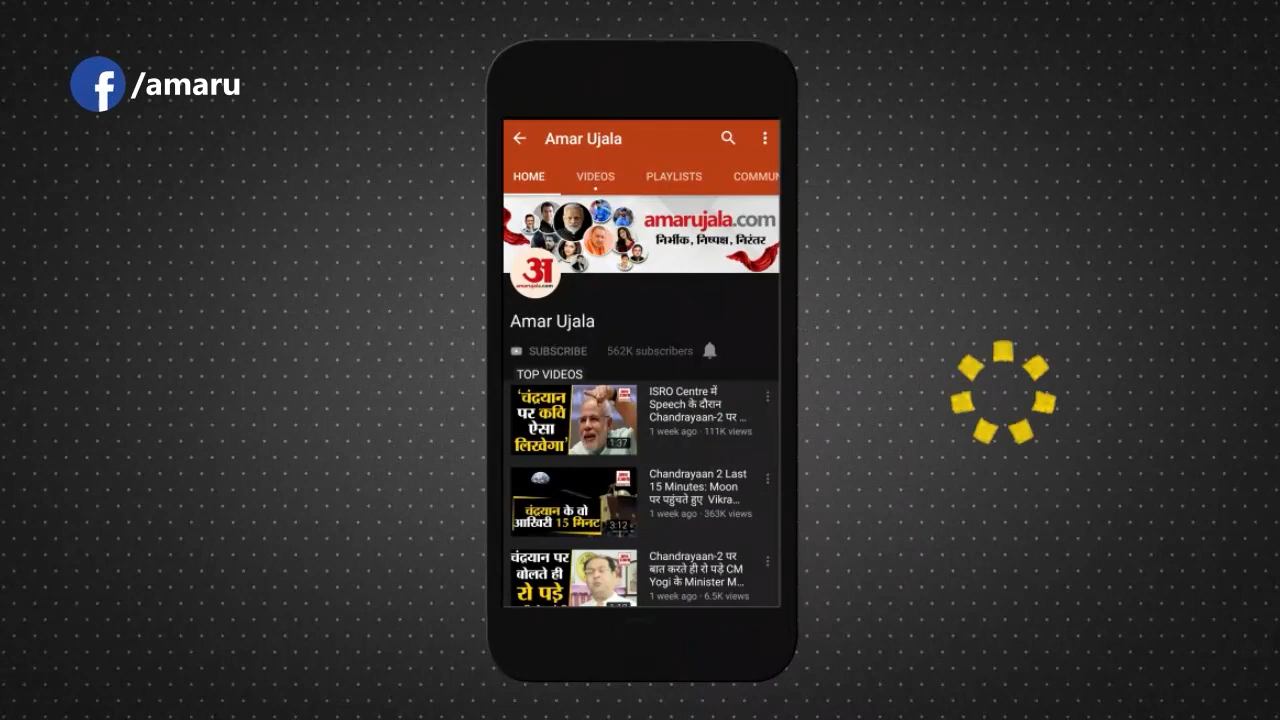 /amaru
Amar Ujala
HOME VIDEOS PLAYLISTS COMMUN
amarujala.com
निर्भीक, निष्पक्ष, निरंतर
अ
amarujala.com
Amar Ujala
SUBSCRIBE 562K subscribers
TOP VIDEOS
'चंद्रयान
पर कवि
ऐसा
लिखेगा'
1:37
ISRO Centre में
Speech के दौरान
Chandrayaan-2 पर ...
1 week ago · 111K views
चंद्रयान के वो
आखिरी 15 मिनट
3:12
Chandrayaan 2 Last
15 Minutes: Moon
पर पहुंचते हुए Vikra...
1 week ago · 363K views
चंद्रयान पर
बोलते ही
रो पड़े
Chandrayaan-2 पर
बात करते ही रो पड़े CM
Yogi के Minister M...
1 week ago · 6.5K views